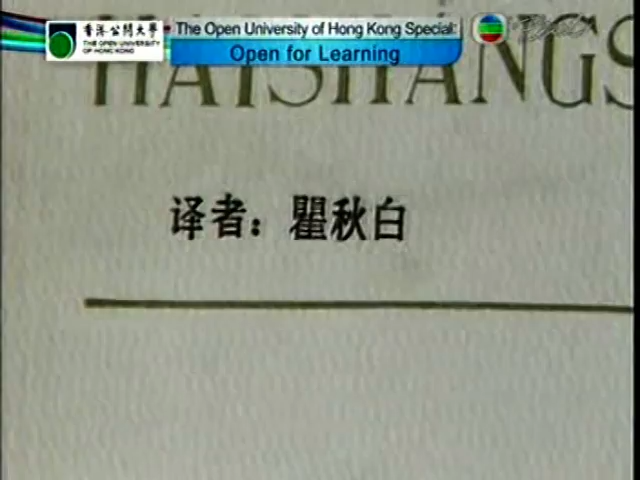 香港公開大學
THE OPEN UNIVERSITY
OF HONG KONG
The Open University of Hong Kong Special:
Open for Learning
HAISHANGS
译者：瞿秋白